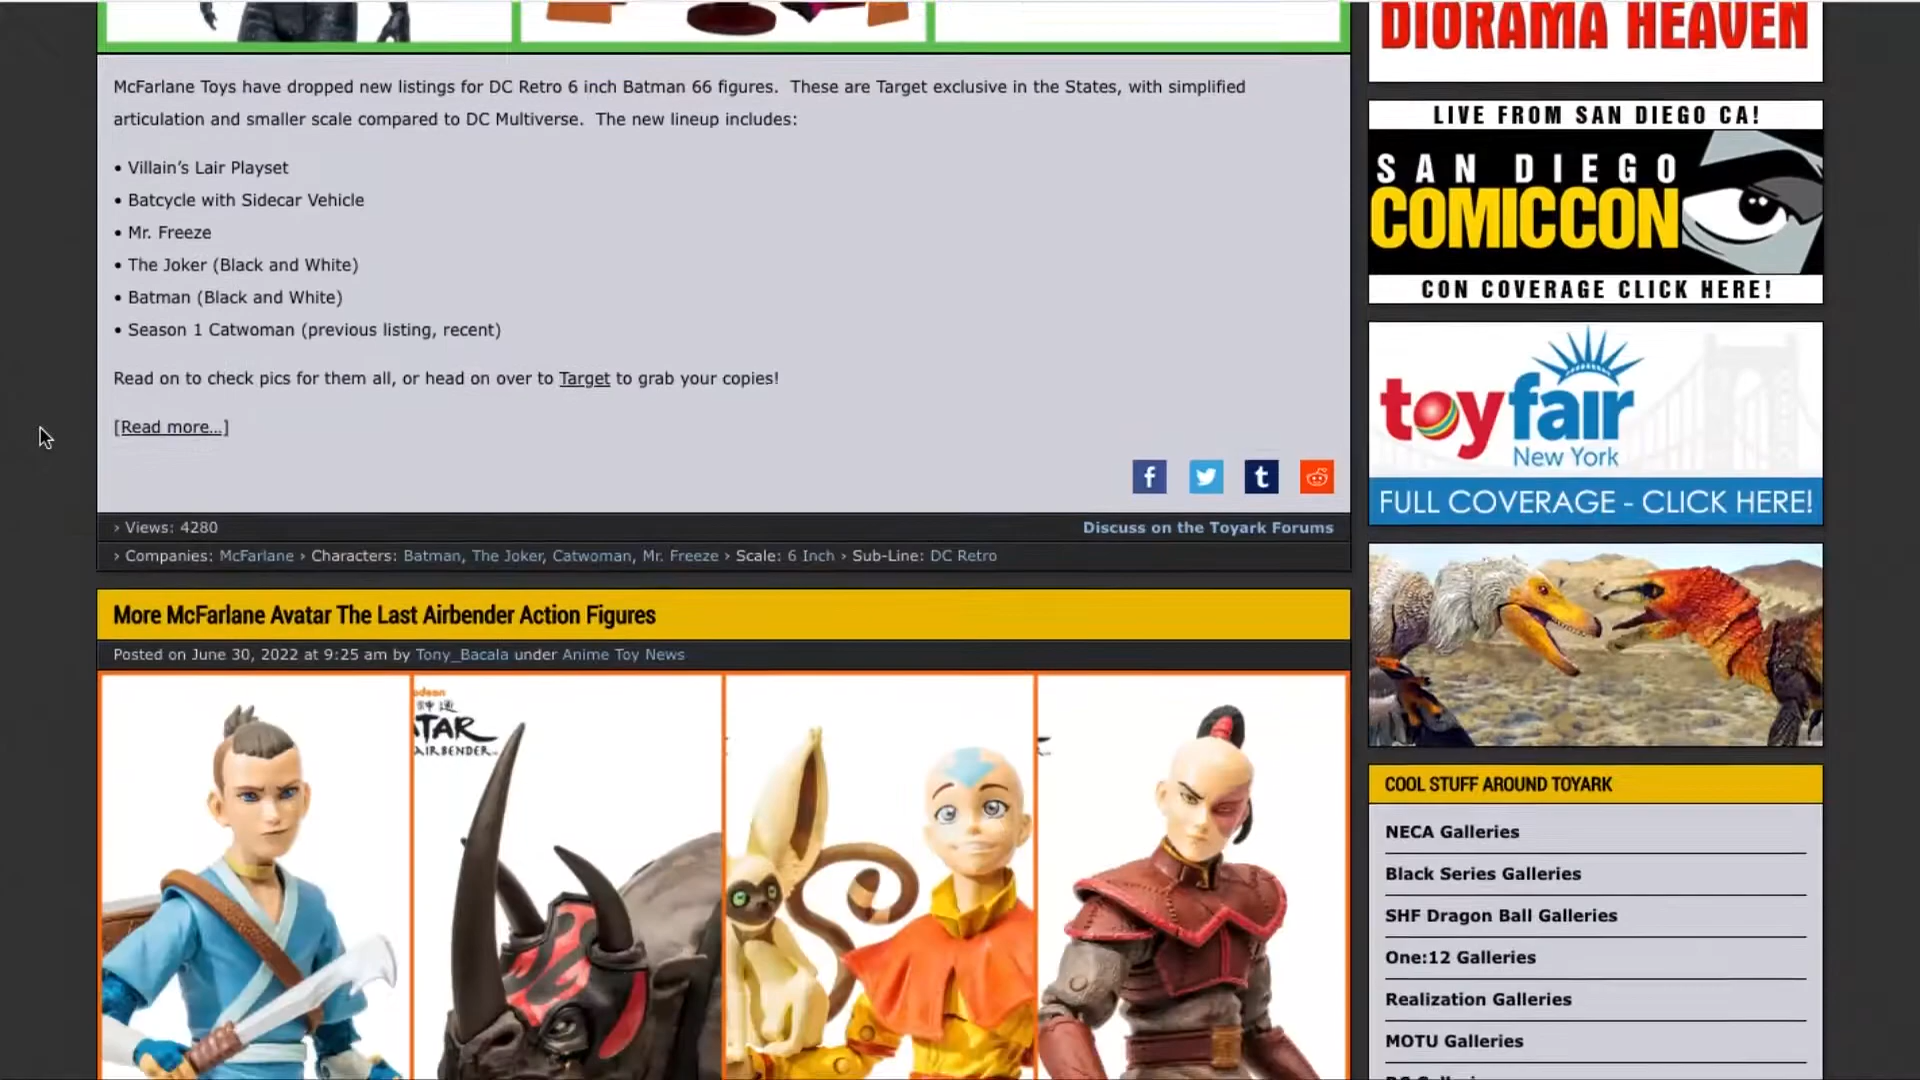 McFarlane Toys have dropped new listings for DC Retro 6 inch Batman 66 figures.  These are Target exclusive in the States, with simplified
articulation and smaller scale compared to DC Multiverse.  The new lineup includes:
• Villain’s Lair Playset
• Batcycle with Sidecar Vehicle
• Mr. Freeze
• The Joker (Black and White)
• Batman (Black and White)
• Season 1 Catwoman (previous listing, recent)
Read on to check pics for them all, or head on over to Target to grab your copies!
[Read more...]
› Views: 4280
Discuss on the Toyark Forums
› Companies: McFarlane › Characters: Batman, The Joker, Catwoman, Mr. Freeze › Scale: 6 Inch › Sub-Line: DC Retro
More McFarlane Avatar The Last Airbender Action Figures
Posted on June 30, 2022 at 9:25 am by Tony_Bacala under Anime Toy News
DIORAMA HEAVEN
LIVE FROM SAN DIEGO CA!
SAN DIEGO
COMICCON
CON COVERAGE CLICK HERE!
toyfair
New York
FULL COVERAGE - CLICK HERE!
COOL STUFF AROUND TOYARK
NECA Galleries
Black Series Galleries
SHF Dragon Ball Galleries
One:12 Galleries
Realization Galleries
MOTU Galleries